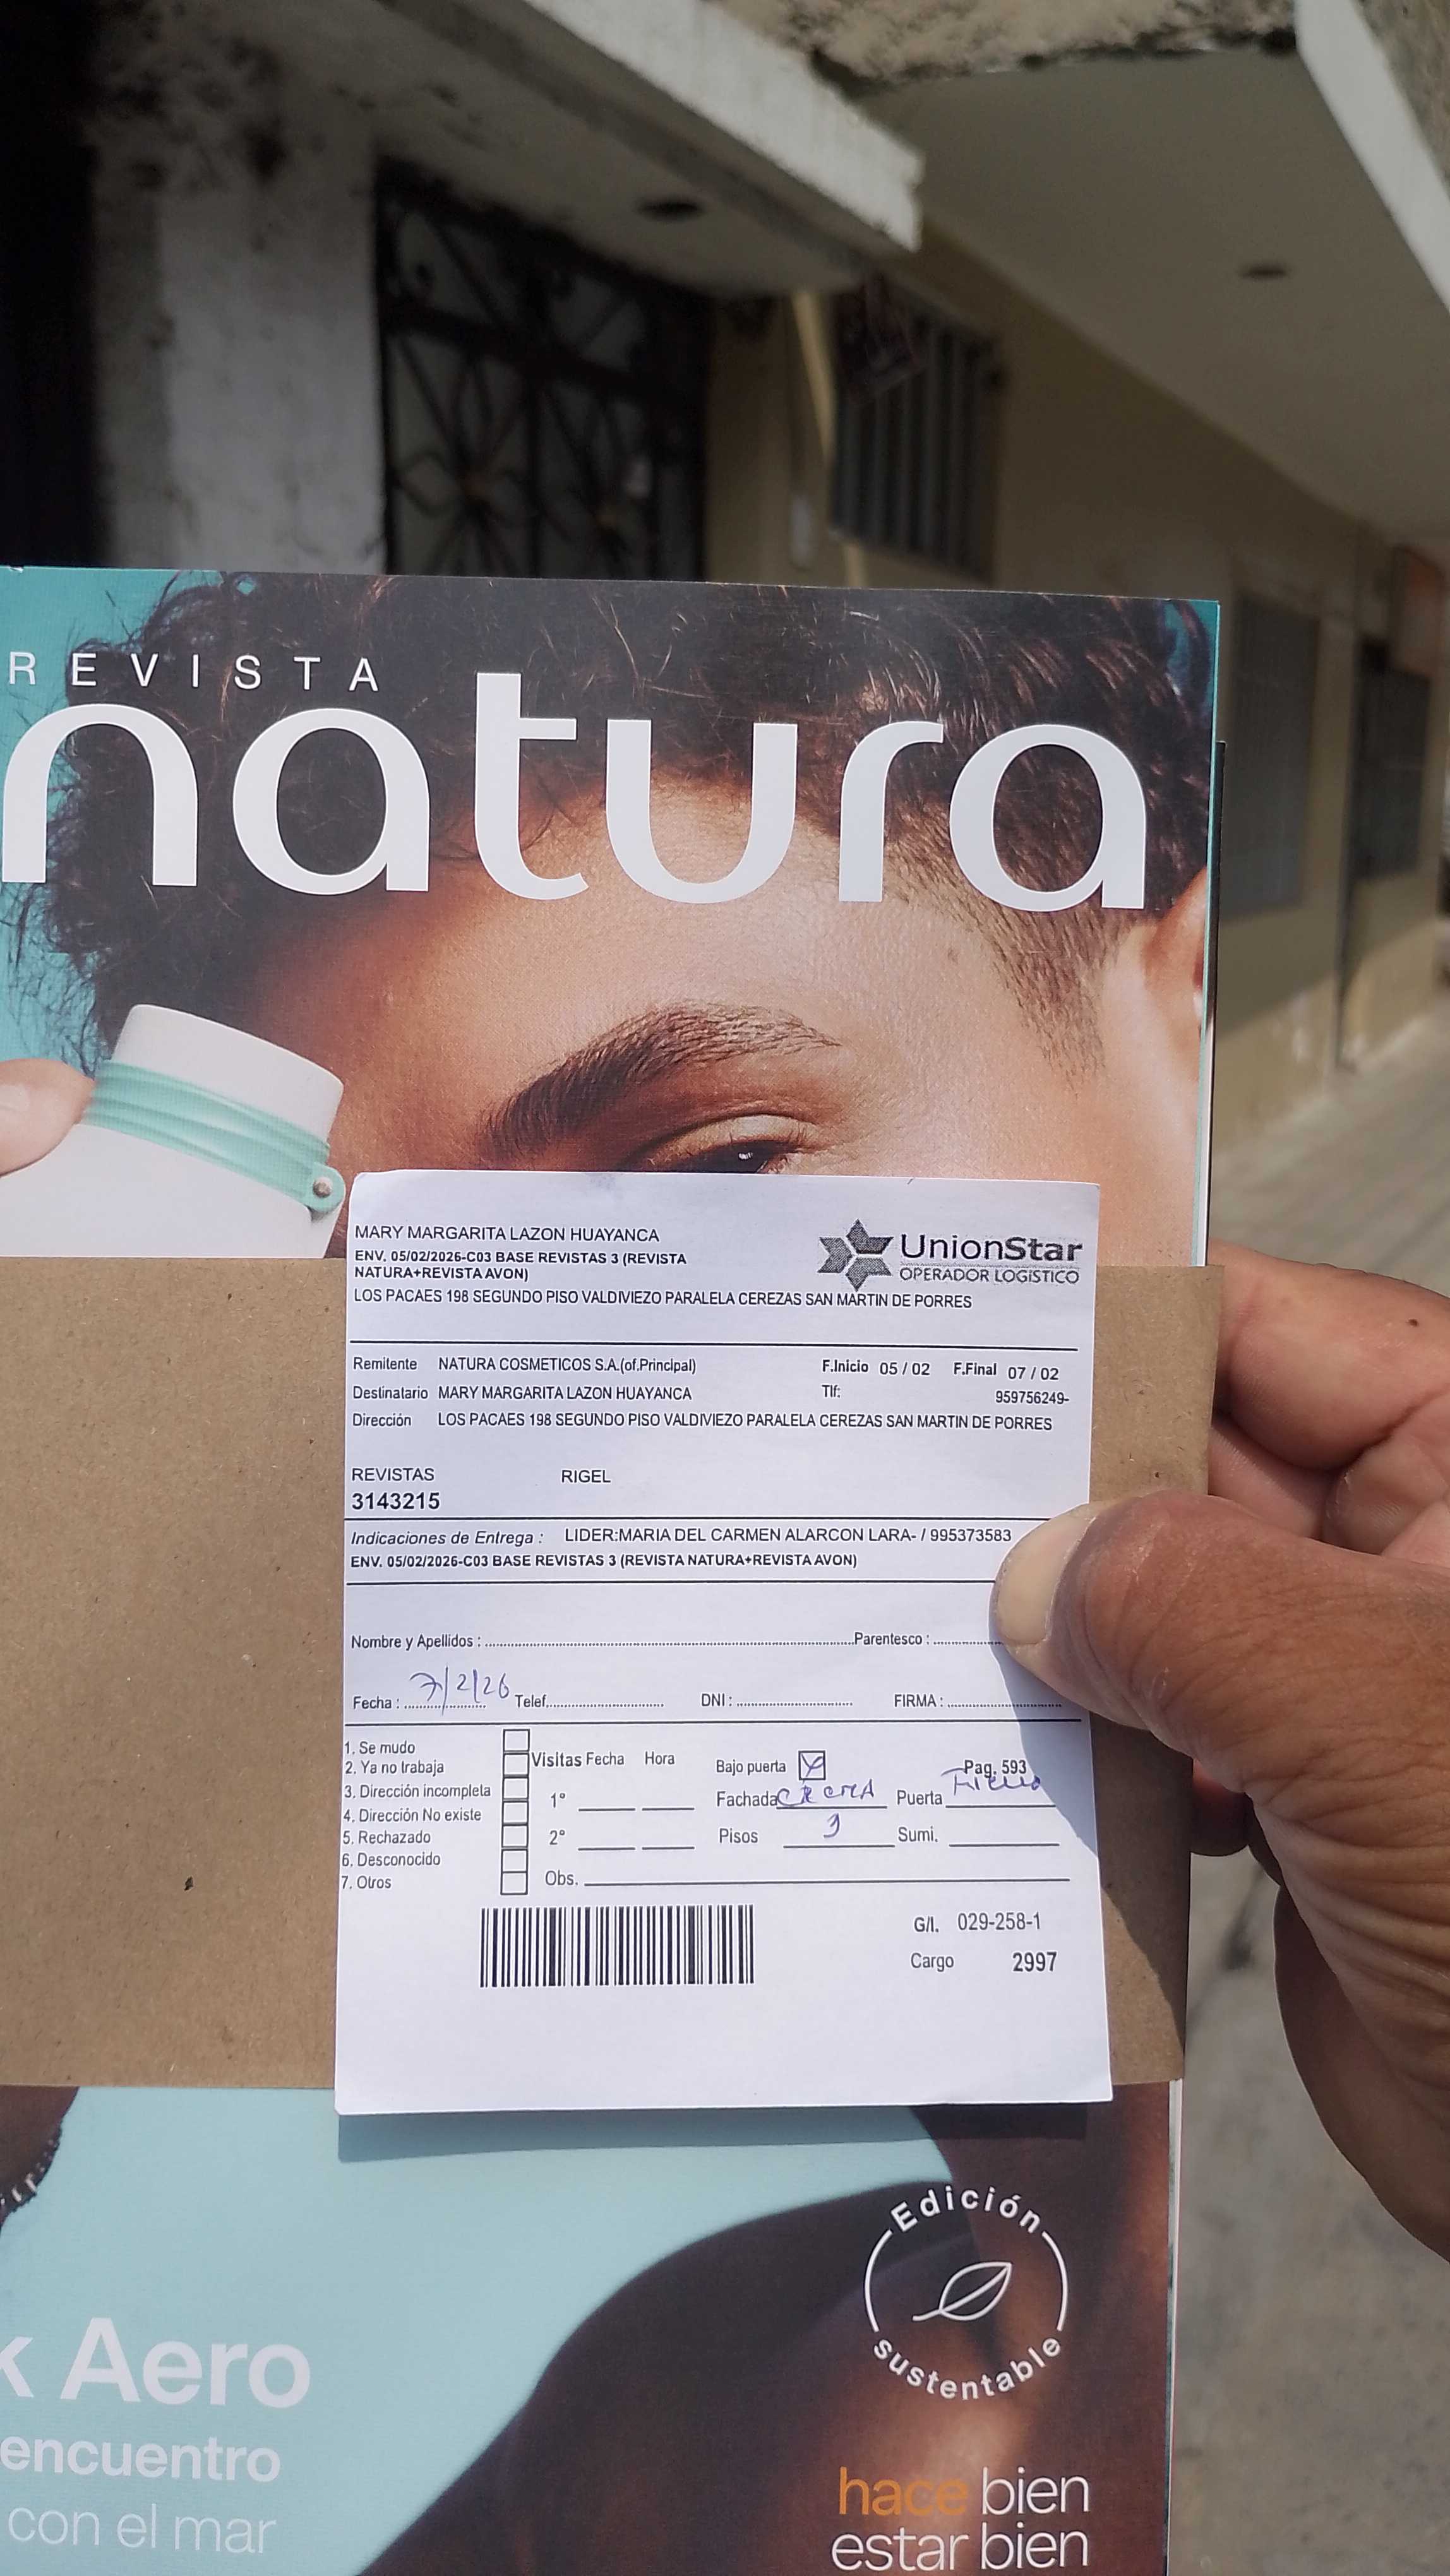 REVISTA
natura
MARY MARGARITA LAZON HUAYANCA
ENV. 05/02/2026-C03 BASE REVISTAS 3 (REVISTA
NATURA+REVISTA AVON)
LOS PACAES 198 SEGUNDO PISO VALDIVIEZO PARALELA CEREZAS SAN MARTIN DE PORRES
UnionStar
OPERADOR LOGÍSTICO
Remitente NATURA COSMETICOS S.A.(of.Principal) F.Inicio 05 / 02 F.Final 07 / 02
Destinatario MARY MARGARITA LAZON HUAYANCA Tlf: 959756249-
Dirección LOS PACAES 198 SEGUNDO PISO VALDIVIEZO PARALELA CEREZAS SAN MARTIN DE PORRES
REVISTAS RIGEL
3143215
Indicaciones de Entrega : LIDER:MARIA DEL CARMEN ALARCON LARA- / 995373583
ENV. 05/02/2026-C03 BASE REVISTAS 3 (REVISTA NATURA+REVISTA AVON)
Nombre y Apellidos : Parentesco :
Fecha : 7/2/26 Telef. DNI : FIRMA :
1. Se mudo
2. Ya no trabaja
3. Dirección incompleta
4. Dirección No existe
5. Rechazado
6. Desconocido
7. Otros
Visitas Fecha Hora
1°
2°
Obs.
Bajo puerta Pag. 593
Fachada CREMA Puerta
Pisos 3 Sumi.
G/I. 029-258-1
Cargo 2997
Edición
sustentable
k Aero
encuentro
con el mar
hace bien
estar bien